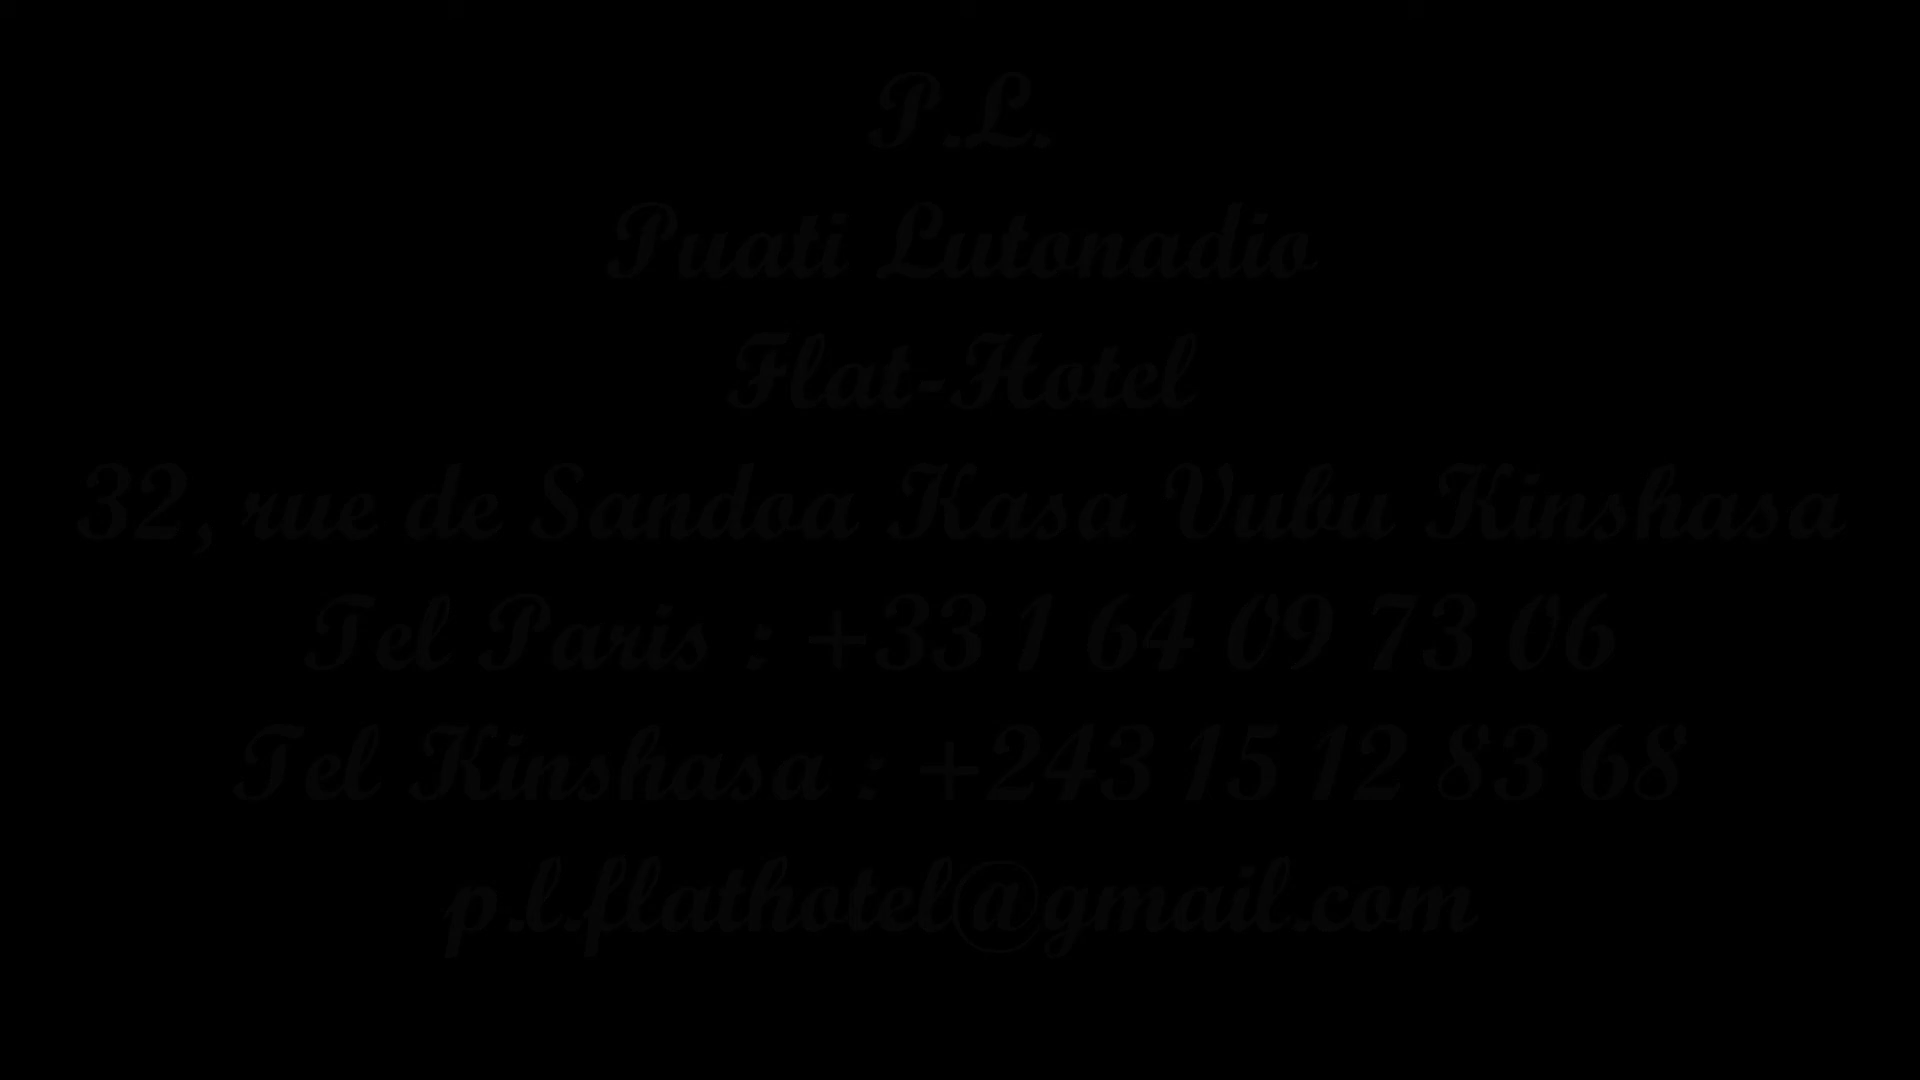 P.L.
Puati Lutonadio
Flat-Hotel
32, rue de Sandoa Kasa Vubu Kinshasa
Tel Paris : +33 1 64 09 73 06
Tel Kinshasa : +243 15 12 83 68
p.l.flathotel@gmail.com